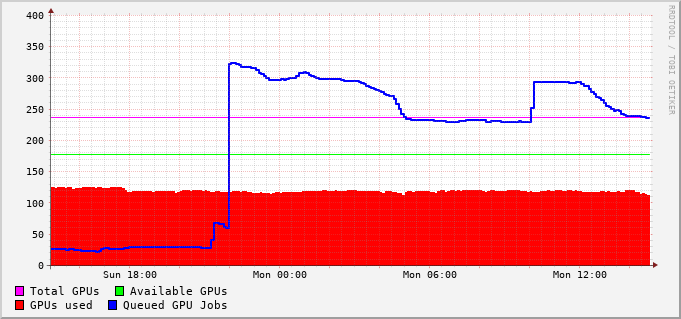 400
350
300
250
200
150
100
50
0
Sun 18:00 Mon 00:00 Mon 06:00 Mon 12:00
Total GPUs Available GPUs
GPUs used Queued GPU Jobs
RRDTOOL / TOBI OETIKER